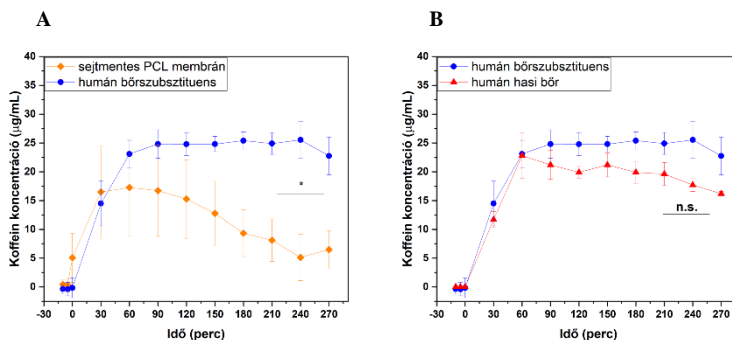 A
40
35
30
25
20
15
10
5
0
Koffein koncentráció (µg/mL)
sejtmentes PCL membrán
humán bőrszubsztituens
*
-30 0 30 60 90 120 150 180 210 240 270
Idő (perc)
B
40
35
30
25
20
15
10
5
0
Koffein koncentráció (µg/mL)
humán bőrszubsztituens
humán hasi bőr
n.s.
-30 0 30 60 90 120 150 180 210 240 270
Idő (perc)